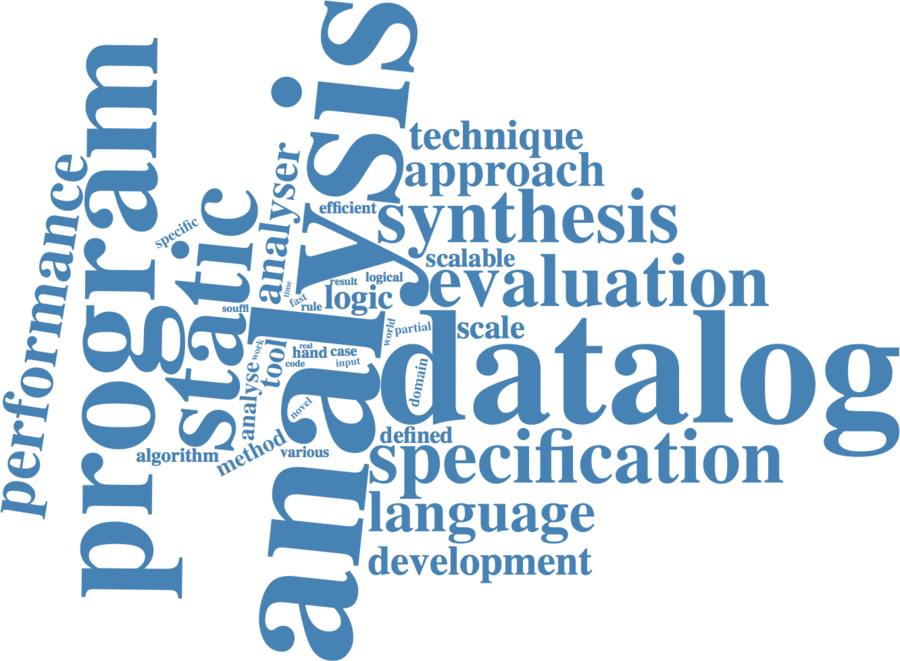 analysis
program
datalog
static
performance
analyser
technique
approach
efficient
synthesis
specific
scalable
evaluation
result
logical
time
fast
rule
logic
souffl
world
partial
scale
work
tool
real
hand
case
code
input
domain
analyse
novel
defined
method
various
algorithm
specification
language
development